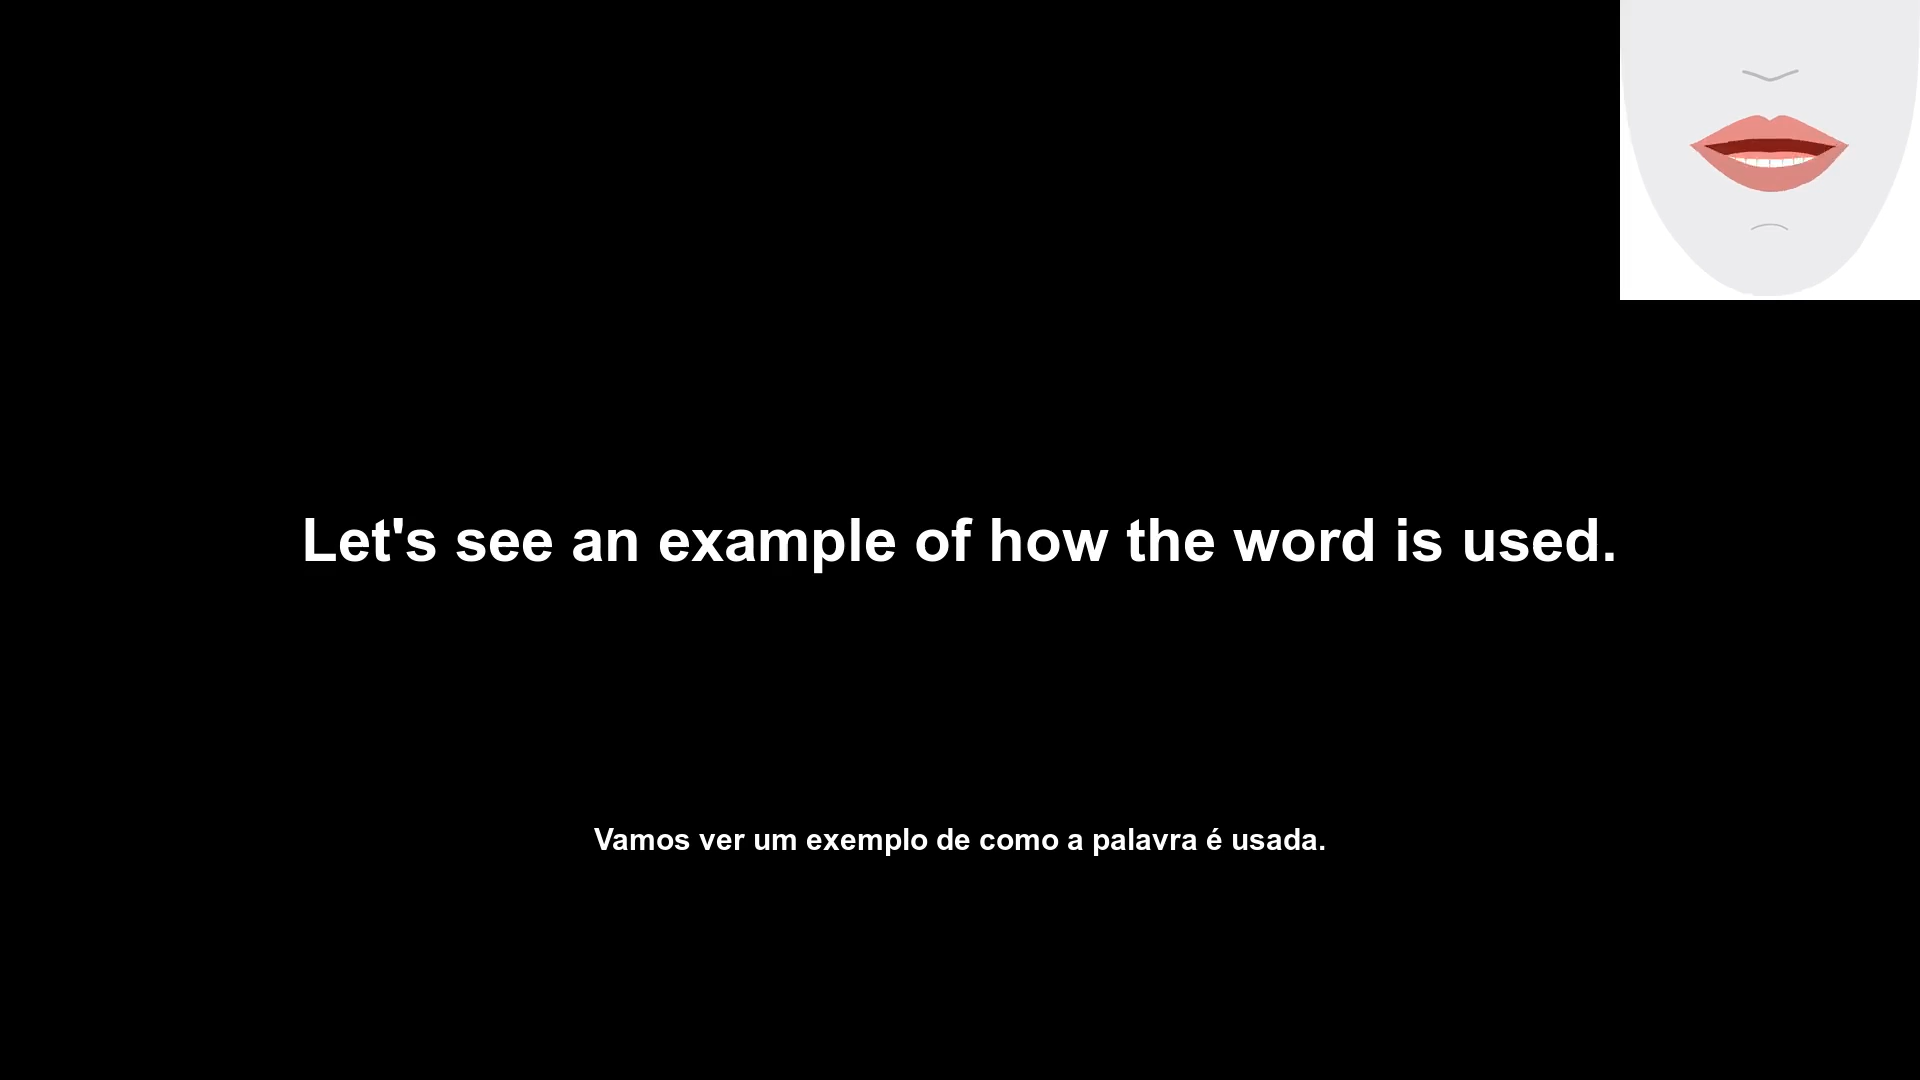 Let's see an example of how the word is used.
Vamos ver um exemplo de como a palavra é usada.